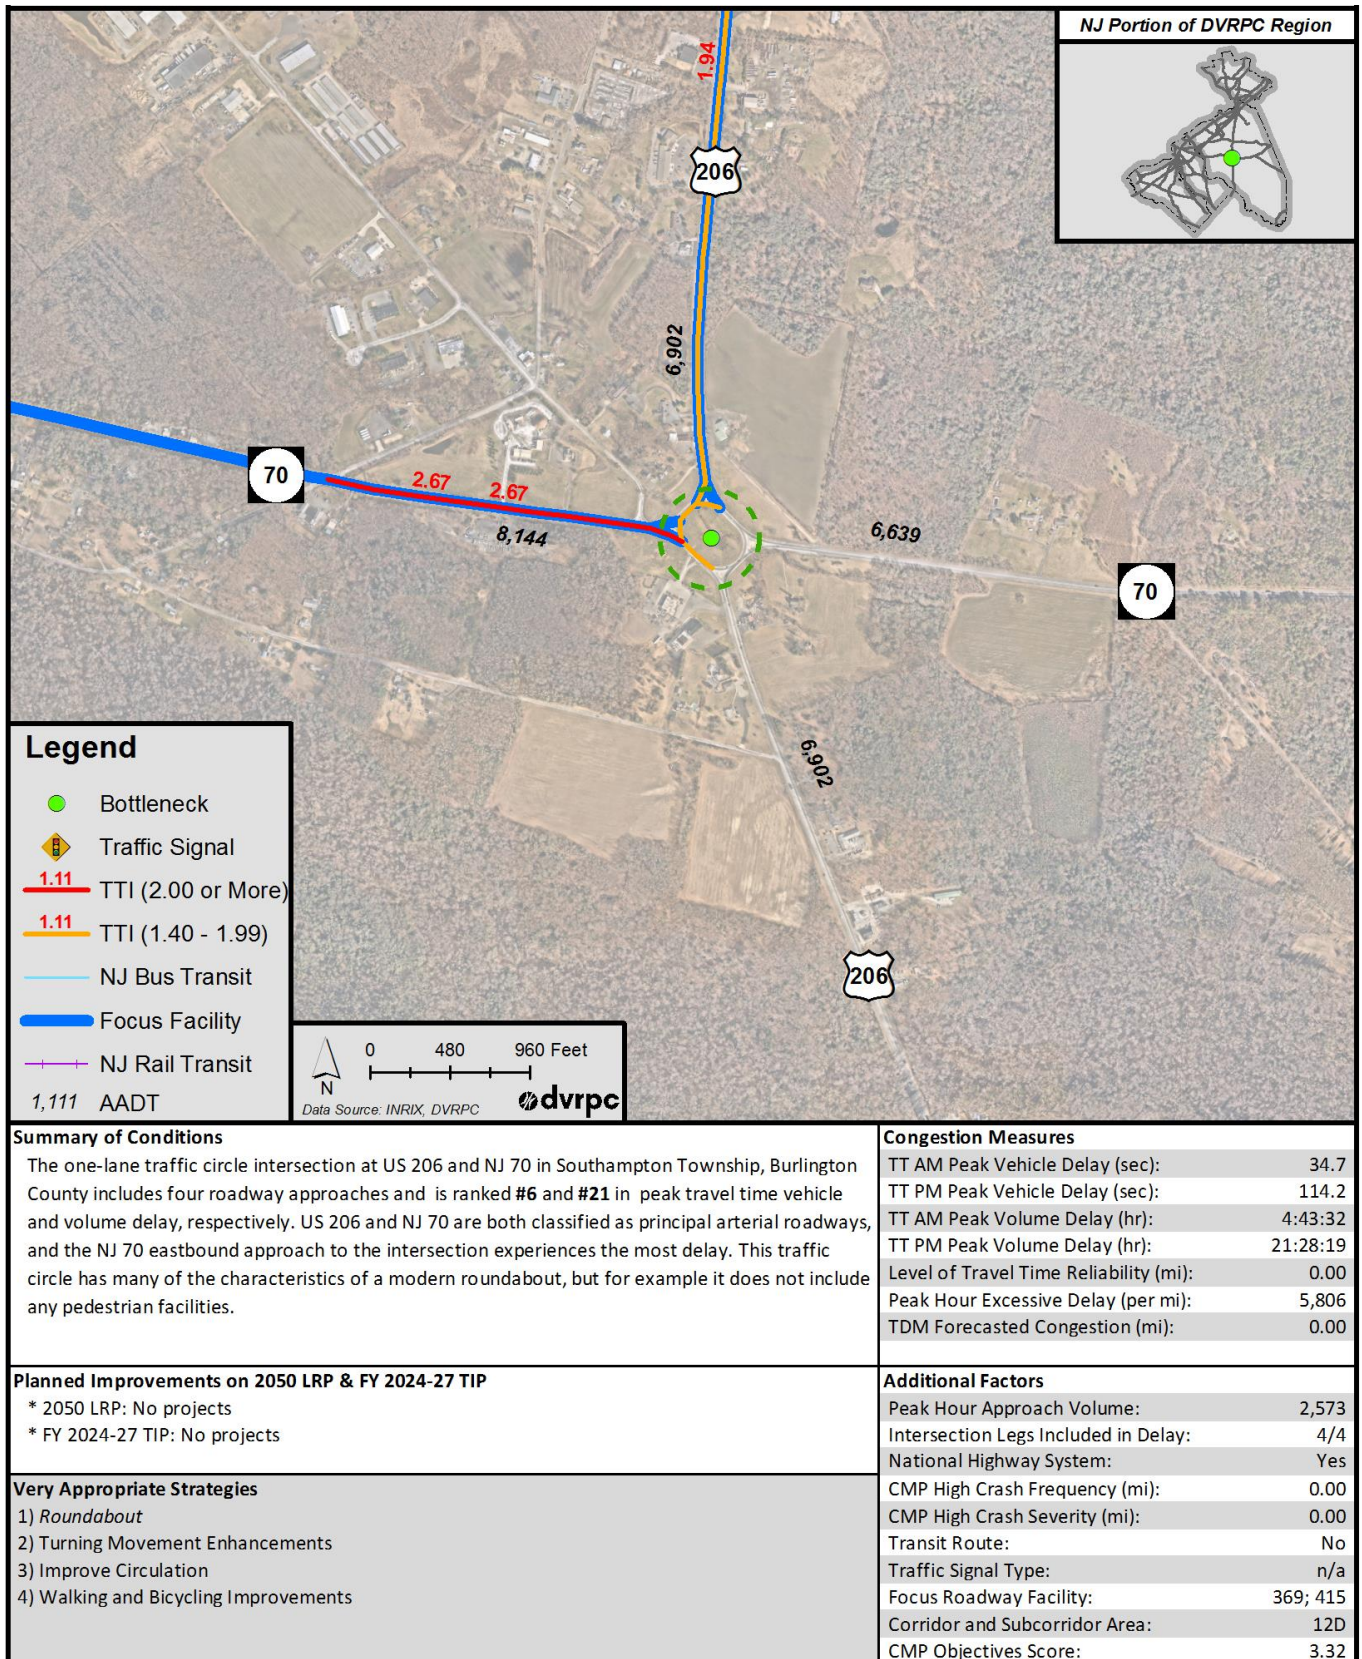 NJ Portion of DVRPC Region
1.94
206
6,902
70
2.67 2.67
8,144
6,639
70
6,902
206
Legend
Bottleneck
Traffic Signal
1.11 TTI (2.00 or More)
1.11 TTI (1.40 - 1.99)
NJ Bus Transit
Focus Facility
NJ Rail Transit
1,111 AADT
0 480 960 Feet
N
Data Source: INRIX, DVRPC
dvrpc
Summary of Conditions
The one-lane traffic circle intersection at US 206 and NJ 70 in Southampton Township, Burlington
County includes four roadway approaches and is ranked #6 and #21 in peak travel time vehicle
and volume delay, respectively. US 206 and NJ 70 are both classified as principal arterial roadways,
and the NJ 70 eastbound approach to the intersection experiences the most delay. This traffic
circle has many of the characteristics of a modern roundabout, but for example it does not include
any pedestrian facilities.
Congestion Measures
TT AM Peak Vehicle Delay (sec): 34.7
TT PM Peak Vehicle Delay (sec): 114.2
TT AM Peak Volume Delay (hr): 4:43:32
TT PM Peak Volume Delay (hr): 21:28:19
Level of Travel Time Reliability (mi): 0.00
Peak Hour Excessive Delay (per mi): 5,806
TDM Forecasted Congestion (mi): 0.00
Planned Improvements on 2050 LRP & FY 2024-27 TIP
* 2050 LRP: No projects
* FY 2024-27 TIP: No projects
Very Appropriate Strategies
1) Roundabout
2) Turning Movement Enhancements
3) Improve Circulation
4) Walking and Bicycling Improvements
Additional Factors
Peak Hour Approach Volume: 2,573
Intersection Legs Included in Delay: 4/4
National Highway System: Yes
CMP High Crash Frequency (mi): 0.00
CMP High Crash Severity (mi): 0.00
Transit Route: No
Traffic Signal Type: n/a
Focus Roadway Facility: 369; 415
Corridor and Subcorridor Area: 12D
CMP Objectives Score: 3.32